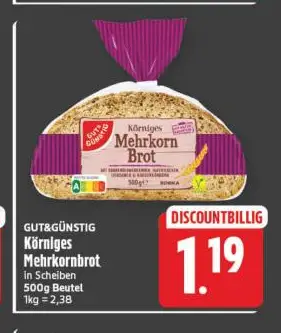 GUT&
GÜNSTIG
Körniges
Mehrkorn
Brot
500g℮
DISCOUNTBILLIG
1.19
GUT&GÜNSTIG
Körniges
Mehrkornbrot
in Scheiben
500g Beutel
1kg = 2,38